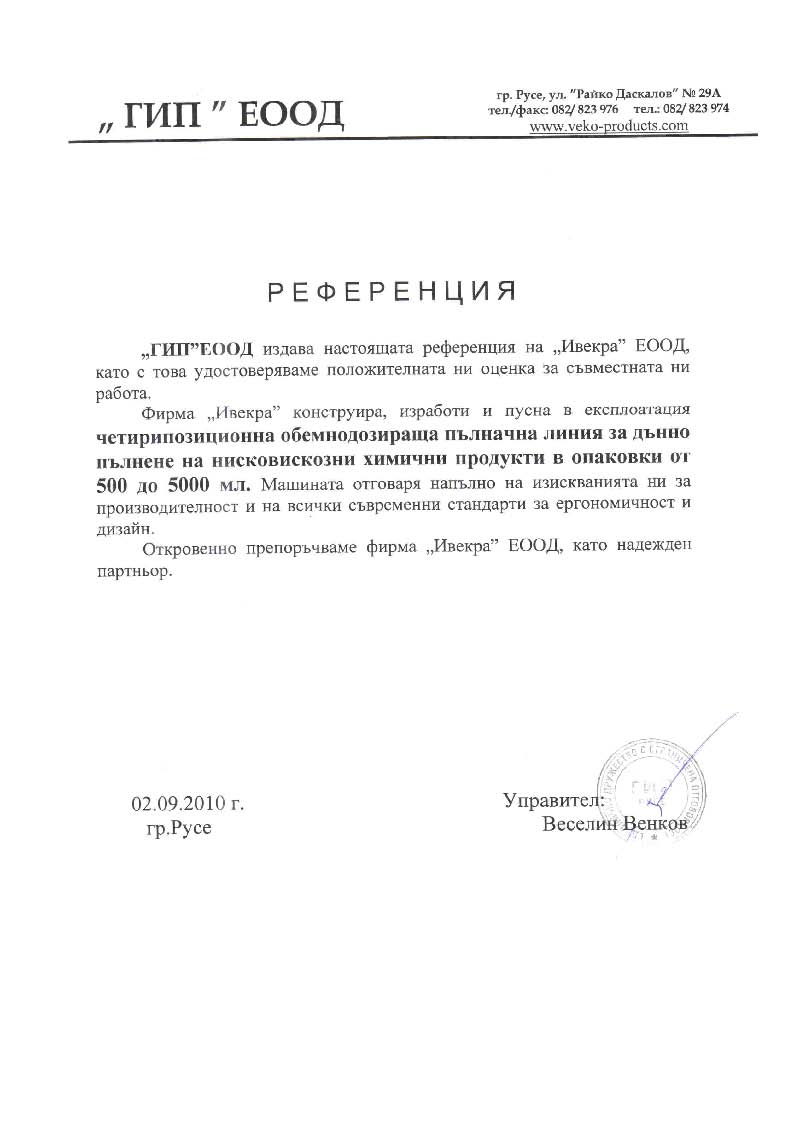 „ ГИП ” ЕООД
гр. Русе, ул. "Райко Даскалов" № 29А
тел./факс: 082/ 823 976 тел.: 082/ 823 974
www.veko-products.com
РЕФЕРЕНЦИЯ
„ГИП”ЕООД издава настоящата референция на „Ивекра” ЕООД,
като с това удостоверяваме положителната ни оценка за съвместната ни
работа.
Фирма „Ивекра” конструира, изработи и пусна в експлоатация
четирипозиционна обемнодозираща пълначна линия за дънно
пълнене на нисковискозни химични продукти в опаковки от
500 до 5000 мл. Машината отговаря напълно на изискванията ни за
производителност и на всички съвременни стандарти за ергономичност и
дизайн.
Откровенно препоръчваме фирма „Ивекра” ЕООД, като надежден
партньор.
02.09.2010 г.
гр.Русе
Управител:
Веселин Венков
ДРУЖЕСТВО С